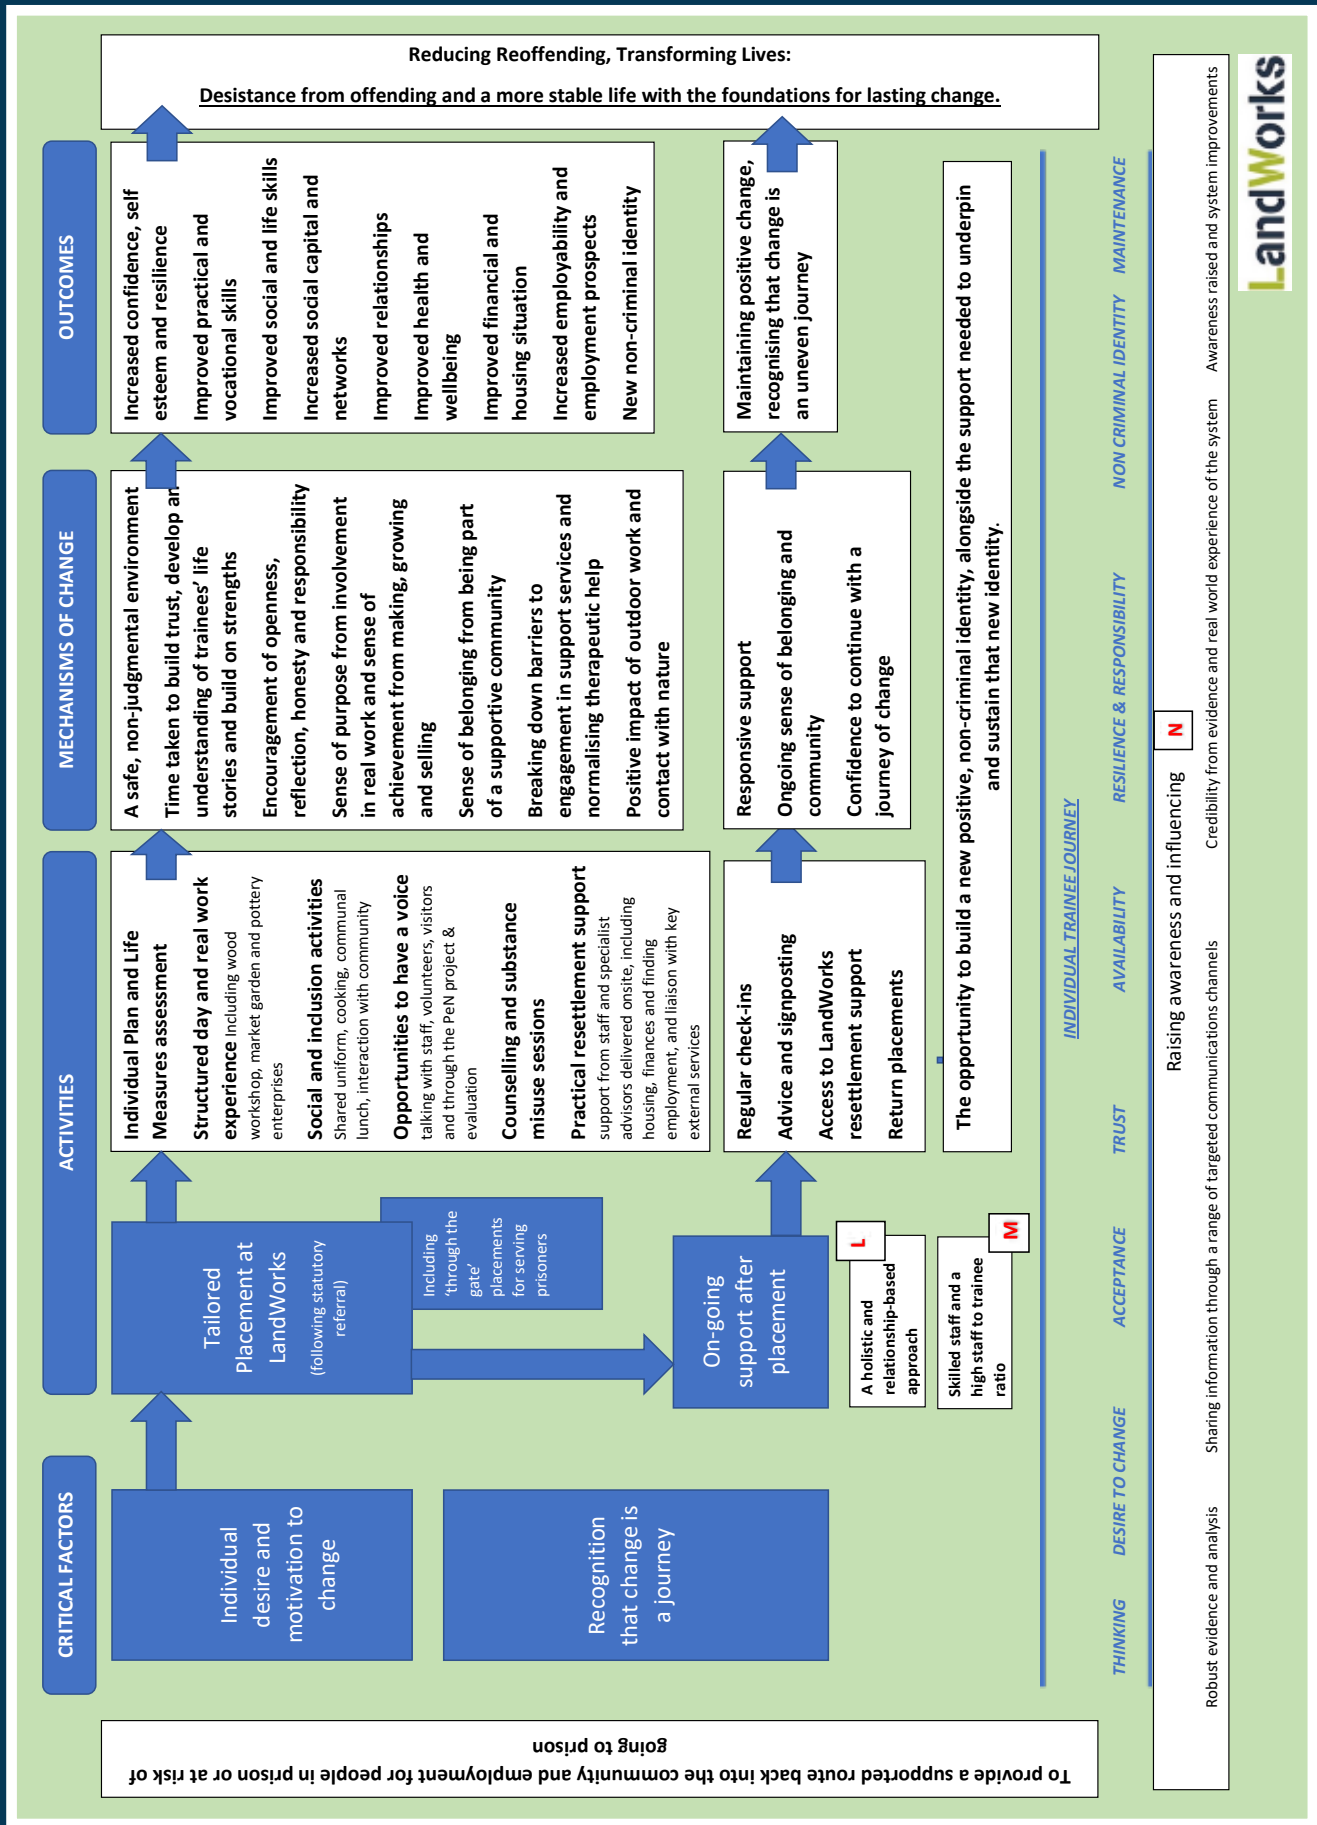 To provide a supported route back into the community and employment for people in prison or at risk of
going to prison
CRITICAL FACTORS
Individual
desire and
motivation to
change
Recognition
that change is
a journey
ACTIVITIES
Tailored
Placement at
LandWorks
(following statutory
referral)
Including
‘through the
gate’
placements
for serving
prisoners
On-going
support after
placement
A holistic and
relationship-based
approach
L
Skilled staff and a
high staff to trainee
ratio
M
Individual Plan and Life
Measures assessment
Structured day and real work
experience Including wood
workshop, market garden and pottery
enterprises
Social and inclusion activities
Shared uniform, cooking, communal
lunch, interaction with community
Opportunities to have a voice
talking with staff, volunteers, visitors
and through the PeN project &
evaluation
Counselling and substance
misuse sessions
Practical resettlement support
support from staff and specialist
advisors delivered onsite, including
housing, finances and finding
employment, and liaison with key
external services
Regular check-ins
Advice and signposting
Access to LandWorks
resettlement support
Return placements
MECHANISMS OF CHANGE
A safe, non-judgmental environment
Time taken to build trust, develop an
understanding of trainees’ life
stories and build on strengths
Encouragement of openness,
reflection, honesty and responsibility
Sense of purpose from involvement
in real work and sense of
achievement from making, growing
and selling
Sense of belonging from being part
of a supportive community
Breaking down barriers to
engagement in support services and
normalising therapeutic help
Positive impact of outdoor work and
contact with nature
Responsive support
Ongoing sense of belonging and
community
Confidence to continue with a
journey of change
OUTCOMES
Increased confidence, self
esteem and resilience
Improved practical and
vocational skills
Improved social and life skills
Increased social capital and
networks
Improved relationships
Improved health and
wellbeing
Improved financial and
housing situation
Increased employability and
employment prospects
New non-criminal identity
Maintaining positive change,
recognising that change is
an uneven journey
Reducing Reoffending, Transforming Lives:
Desistance from offending and a more stable life with the foundations for lasting change.
The opportunity to build a new positive, non-criminal identity, alongside the support needed to underpin
and sustain that new identity.
INDIVIDUAL TRAINEE JOURNEY
THINKING DESIRE TO CHANGE ACCEPTANCE TRUST AVAILABILITY RESILIENCE & RESPONSIBILITY NON CRIMINAL IDENTITY MAINTENANCE
Raising awareness and influencing
N
Robust evidence and analysis Sharing information through a range of targeted communications channels Credibility from evidence and real world experience of the system Awareness raised and system improvements
LandWorks